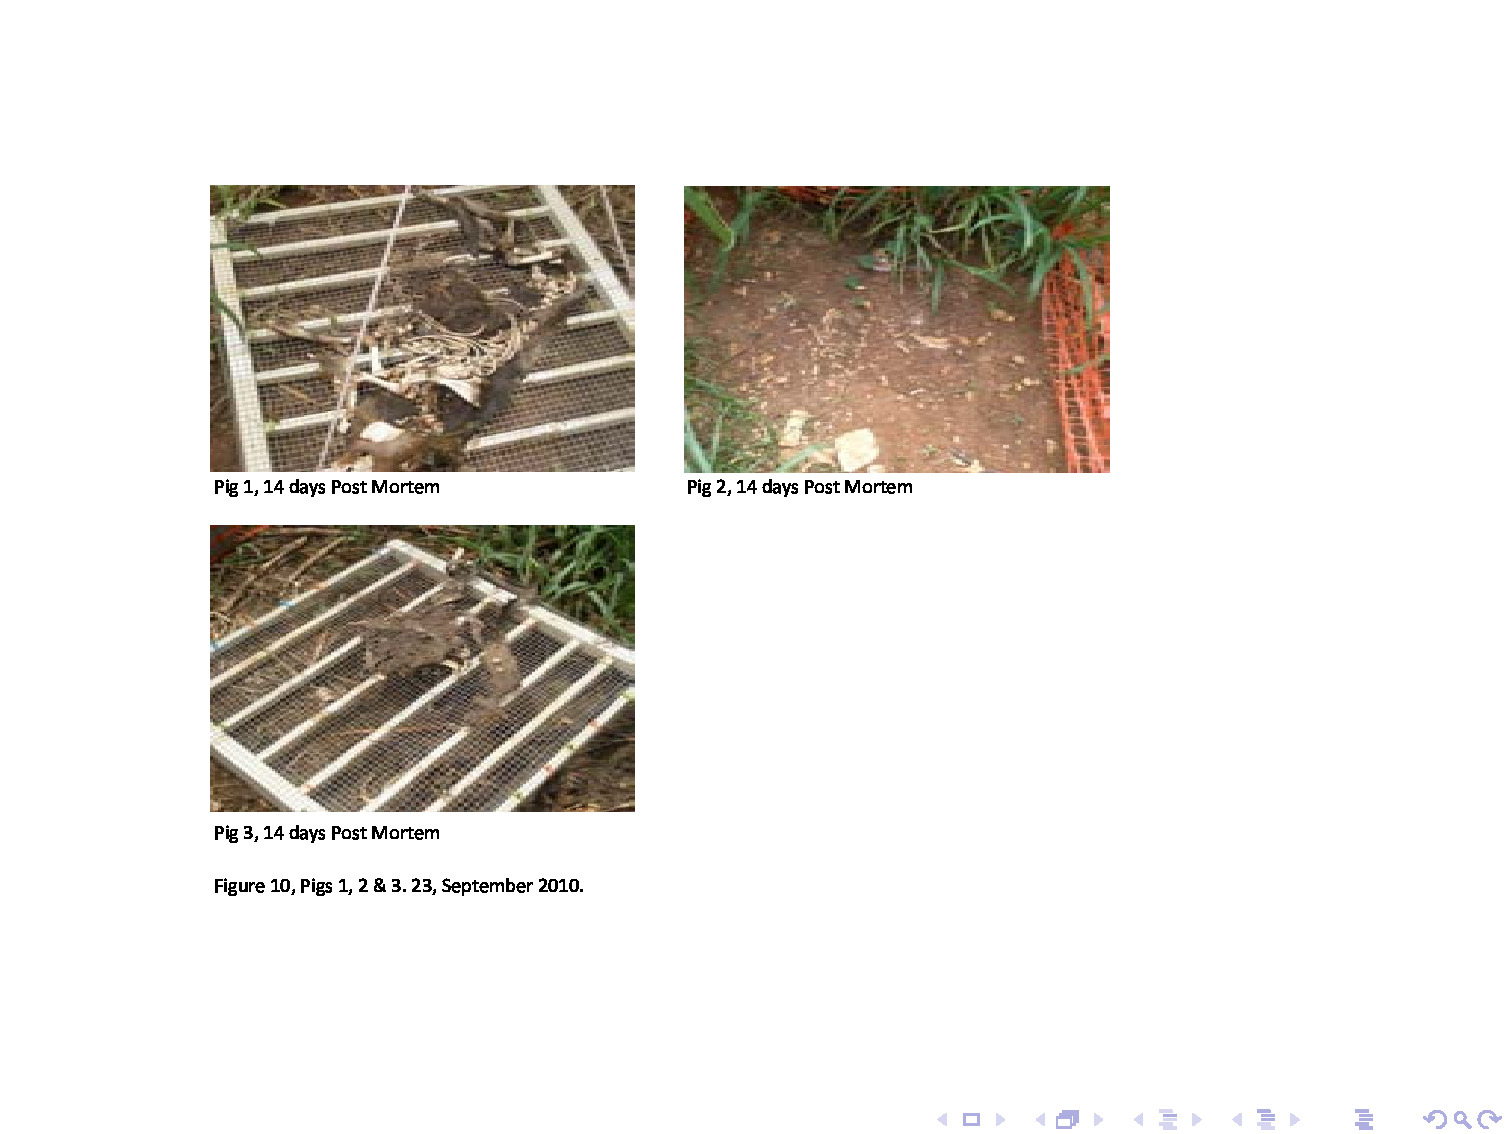 Pig 1, 14 days Post Mortem
Pig 2, 14 days Post Mortem
Pig 3, 14 days Post Mortem
Figure 10, Pigs 1, 2 & 3. 23, September 2010.